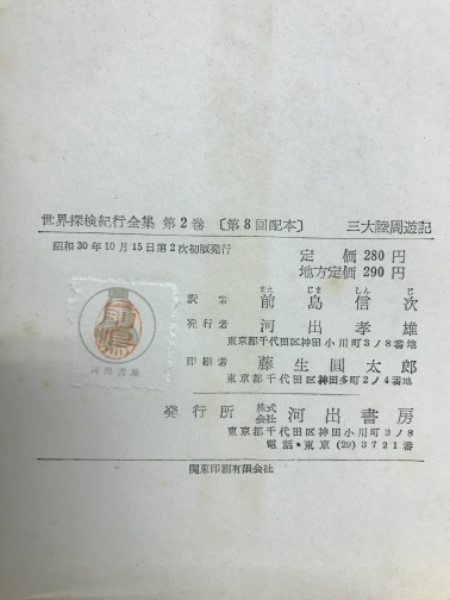 世界探検紀行全集 第2巻 〔第8回配本〕 三大陸周遊記
昭和30年10月15日第2次初版発行
定 価 280 円
地方定価 290 円
まえ じま しん じ
訳 者 前 島 信 次
発行者 河 出 孝 雄
東京都千代田区神田小川町3ノ8番地
印刷者 藤 生 圓 太 郎
東京都千代田区神田多町2ノ4番地
発 行 所 株式会社 河 出 書 房
東京都千代田区神田小川町3ノ8
電話・東京 (29) 3721番
関東印刷有限会社